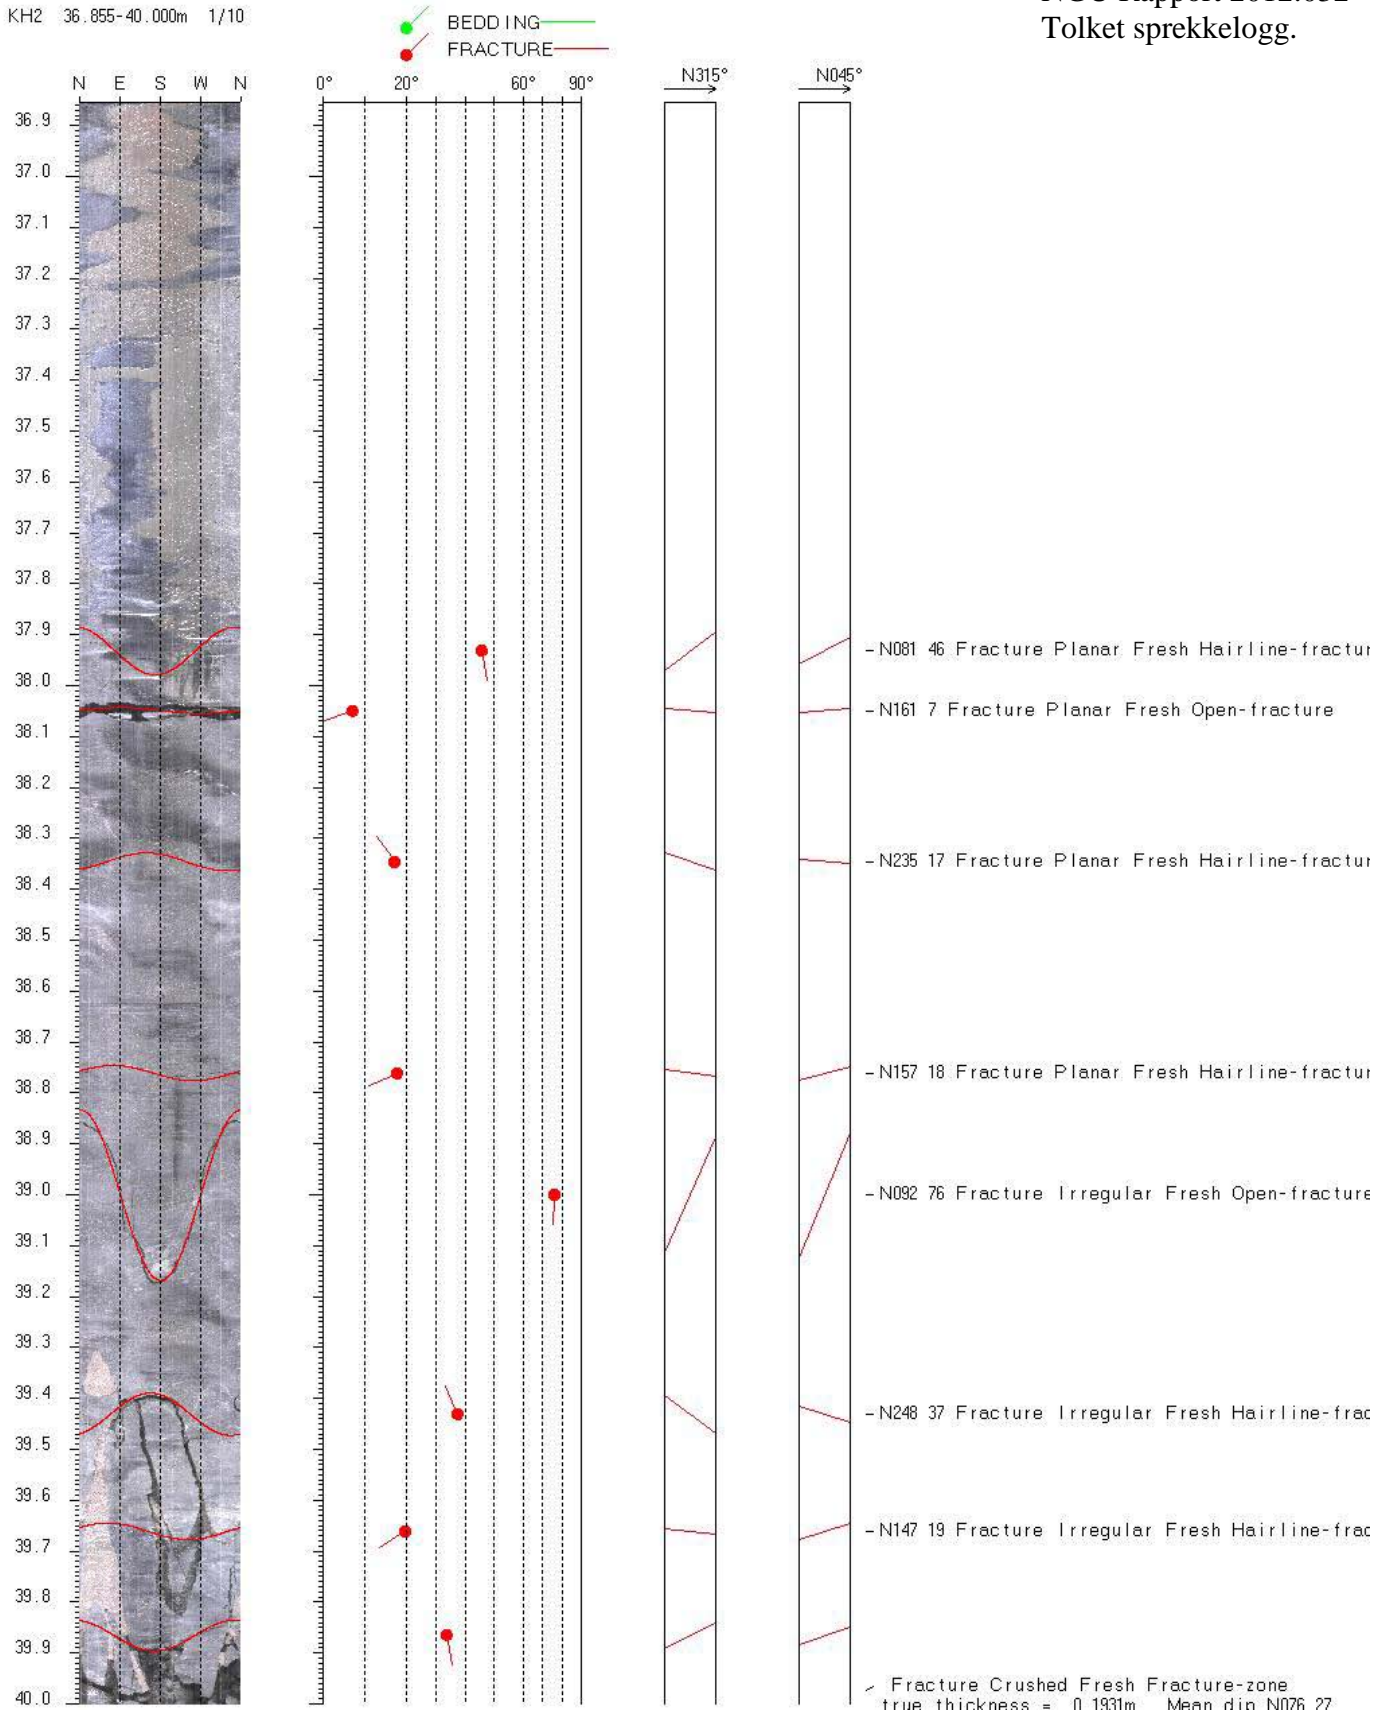 KH2 36.855-40.000m 1/10
BEDDING
FRACTURE
Tolket sprekkelogg.
N E S W N
0° 20° 60° 90°
N315°
N045°
36.9
37.0
37.1
37.2
37.3
37.4
37.5
37.6
37.7
37.8
37.9
-N081 46 Fracture Planar Fresh Hairline-fractur
38.0
-N161 7 Fracture Planar Fresh Open-fracture
38.1
38.2
38.3
-N235 17 Fracture Planar Fresh Hairline-fractur
38.4
38.5
38.6
38.7
-N157 18 Fracture Planar Fresh Hairline-fractur
38.8
38.9
39.0
-N092 76 Fracture Irregular Fresh Open-fracture
39.1
39.2
39.3
39.4
-N248 37 Fracture Irregular Fresh Hairline-frac
39.5
39.6
-N147 19 Fracture Irregular Fresh Hairline-frac
39.7
39.8
39.9
Fracture Crushed Fresh Fracture-zone
40.0
true thickness = 0.1931m Mean dip N076 27